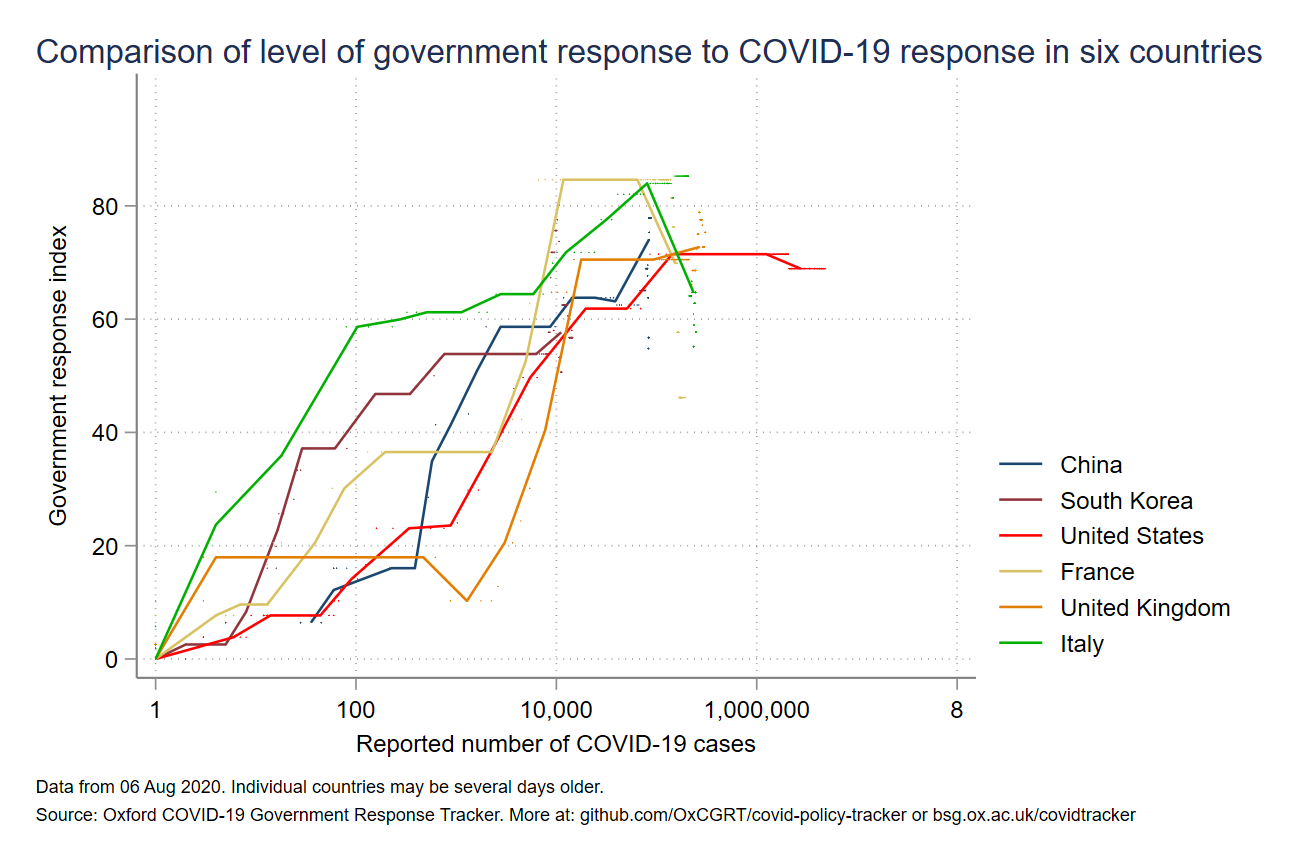 Comparison of level of government response to COVID-19 response in six countries
Government response index
80
60
40
20
0
1
100
10,000
1,000,000
8
Reported number of COVID-19 cases
China
South Korea
United States
France
United Kingdom
Italy
Data from 06 Aug 2020. Individual countries may be several days older.
Source: Oxford COVID-19 Government Response Tracker. More at: github.com/OxCGRT/covid-policy-tracker or bsg.ox.ac.uk/covidtracker